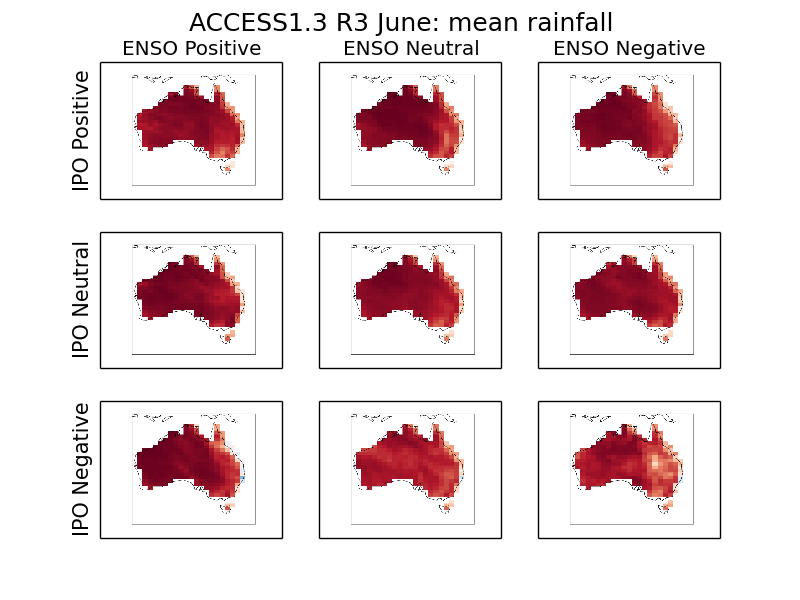 ACCESS1.3 R3 June: mean rainfall
ENSO Positive
ENSO Neutral
ENSO Negative
IPO Positive
IPO Neutral
IPO Negative